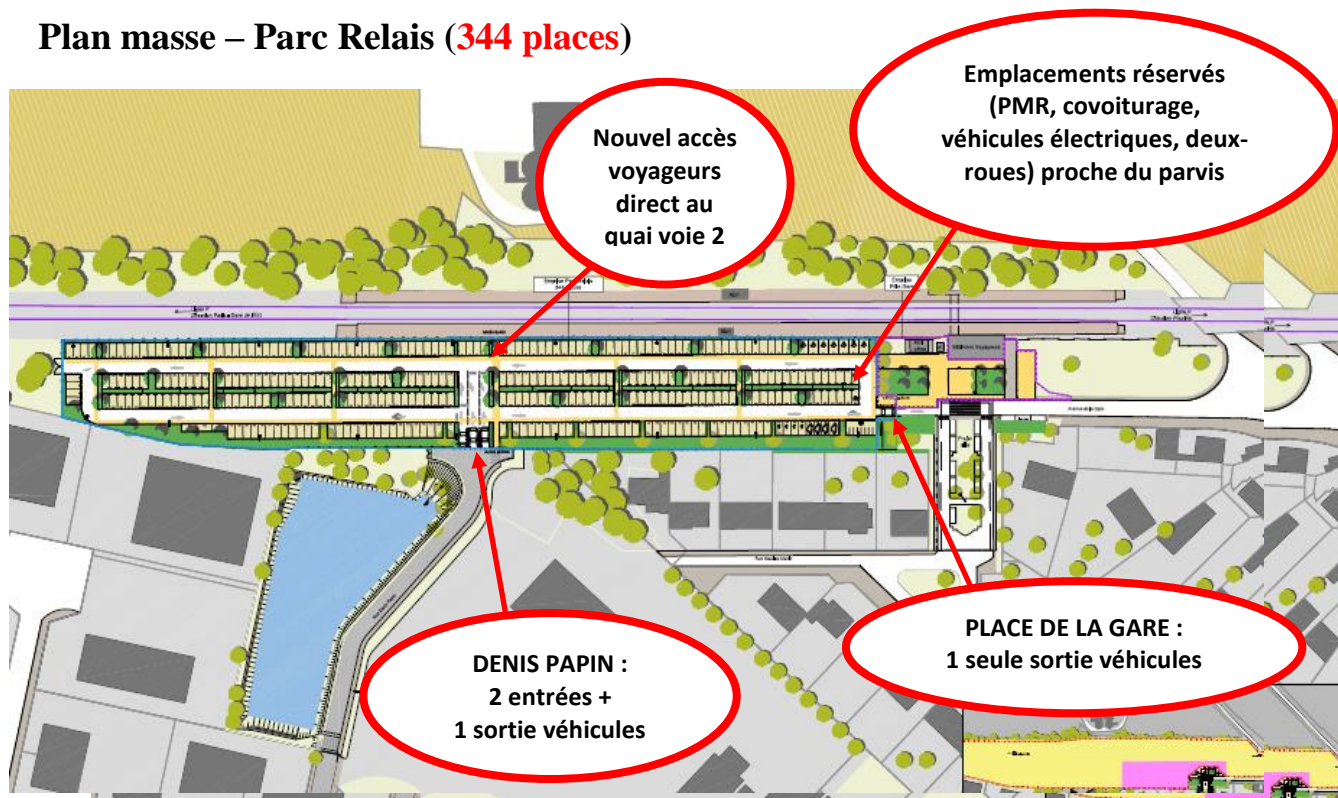 Plan masse – Parc Relais (344 places)
Emplacements réservés
(PMR, covoiturage,
véhicules électriques, deux-
roues) proche du parvis
Nouvel accès
voyageurs
direct au
quai voie 2
DENIS PAPIN :
2 entrées +
1 sortie véhicules
PLACE DE LA GARE :
1 seule sortie véhicules